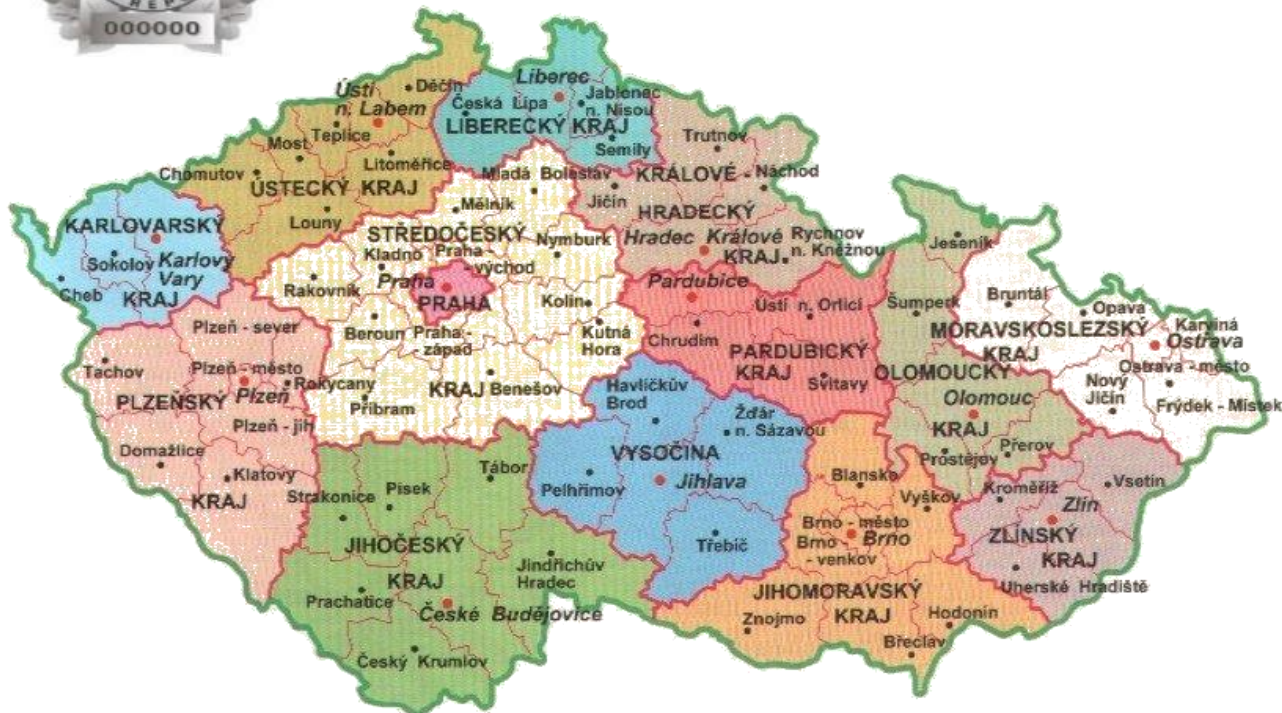 REP
000000
Ústí
n. Labem
Děčín
Teplice
Most
Chomutov
Litoměřice
ÚSTECKÝ KRAJ
Louny
Liberec
Česká Lípa
Jablonec
n. Nisou
LIBERECKÝ KRAJ
Semily
Trutnov
KRÁLOVÉ -
HRADECKÝ
KRAJ
Náchod
Jičín
Hradec Králové
Rychnov
n. Kněžnou
KARLOVARSKÝ
KRAJ
Sokolov
Karlovy
Vary
Cheb
Mladá Boleslav
Mělník
STŘEDOČESKÝ
KRAJ
Nymburk
Kladno
Praha
- východ
Rakovník
Praha
PRAHA
Kolín
Beroun
Praha -
západ
Kutná
Hora
Benešov
Příbram
Plzeň - sever
Tachov
Plzeň - město
Rokycany
PLZEŇSKÝ
KRAJ
Plzeň
Plzeň - jih
Domažlice
Klatovy
Pardubice
Ústí n. Orlicí
Chrudim
PARDUBICKÝ
KRAJ
Svitavy
Jeseník
Šumperk
OLOMOUCKÝ
KRAJ
Olomouc
Prostějov
Přerov
Bruntál
Opava
Karviná
Ostrava
MORAVSKOSLEZSKÝ
KRAJ
Ostrava - město
Nový
Jičín
Frýdek - Místek
Havlíčkův
Brod
Žďár
n. Sázavou
VYSOČINA
Pelhřimov
Jihlava
Třebíč
Tábor
Strakonice
Písek
JIHOČESKÝ
KRAJ
Jindřichův
Hradec
Prachatice
České Budějovice
Český Krumlov
Blansko
Vyškov
Brno - město
Brno
Brno -
- venkov
JIHOMORAVSKÝ
KRAJ
Znojmo
Hodonín
Břeclav
Kroměříž
Vsetín
Zlín
ZLÍNSKÝ
KRAJ
Uherské Hradiště